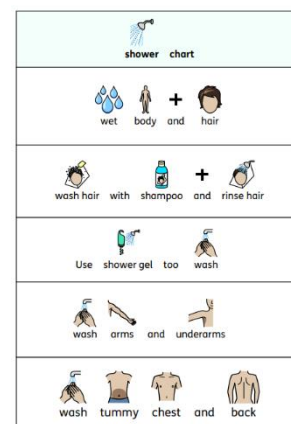 shower chart
wet body and hair
wash hair with shampoo and rinse hair
Use shower gel too wash
wash arms and underarms
wash tummy chest and back